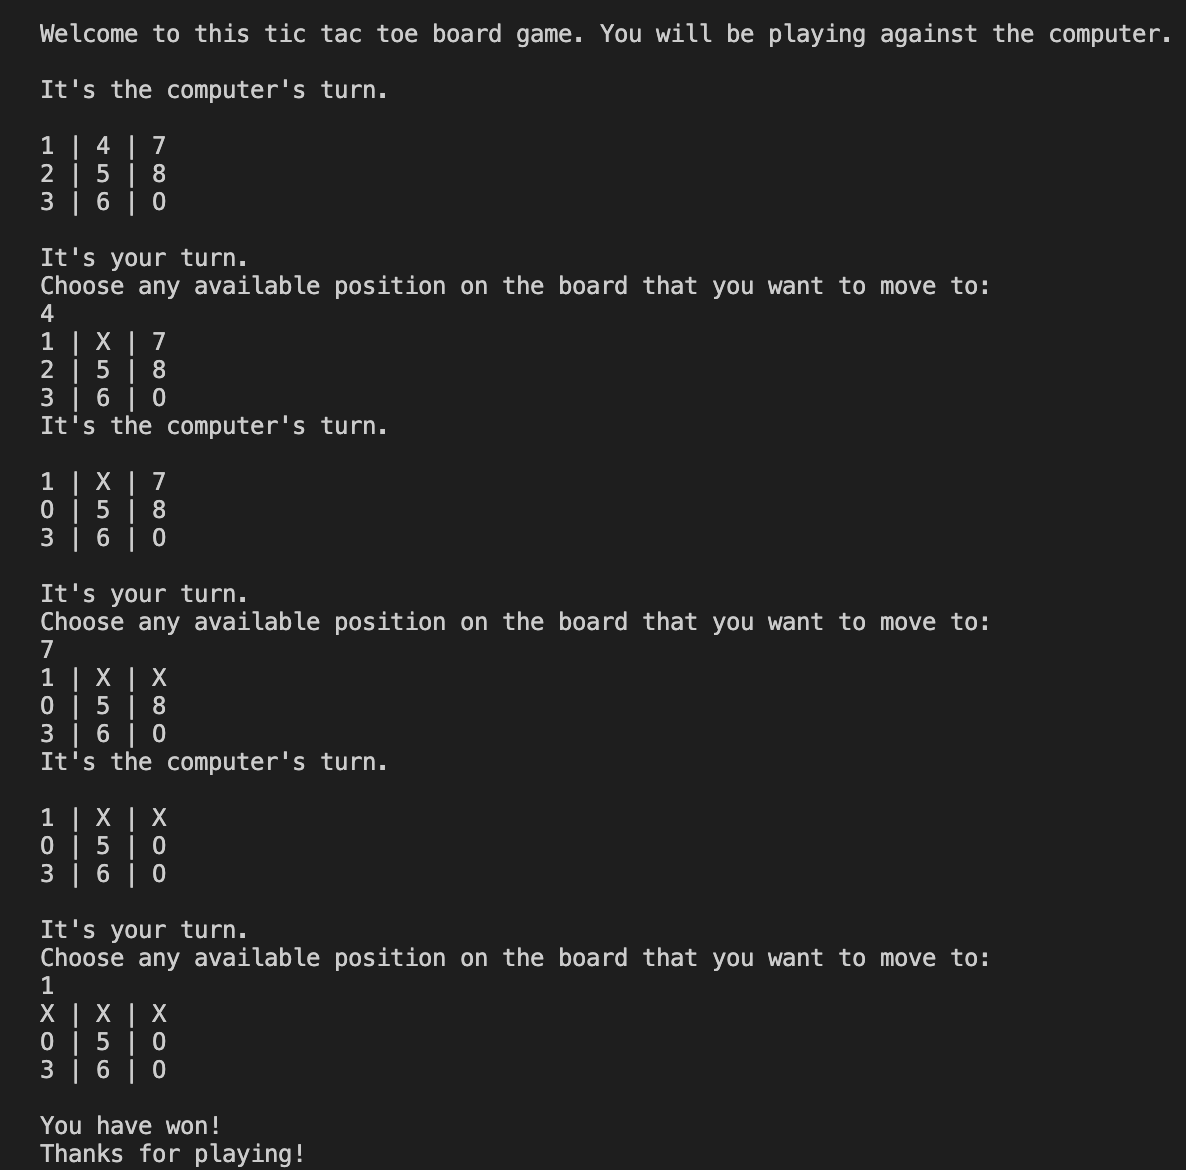 Welcome to this tic tac toe board game. You will be playing against the computer.
It's the computer's turn.
1 | 4 | 7
2 | 5 | 8
3 | 6 | O
It's your turn.
Choose any available position on the board that you want to move to:
4
1 | X | 7
2 | 5 | 8
3 | 6 | O
It's the computer's turn.
1 | X | 7
O | 5 | 8
3 | 6 | O
It's your turn.
Choose any available position on the board that you want to move to:
7
1 | X | X
O | 5 | 8
3 | 6 | O
It's the computer's turn.
1 | X | X
O | 5 | O
3 | 6 | O
It's your turn.
Choose any available position on the board that you want to move to:
1
X | X | X
O | 5 | O
3 | 6 | O
You have won!
Thanks for playing!